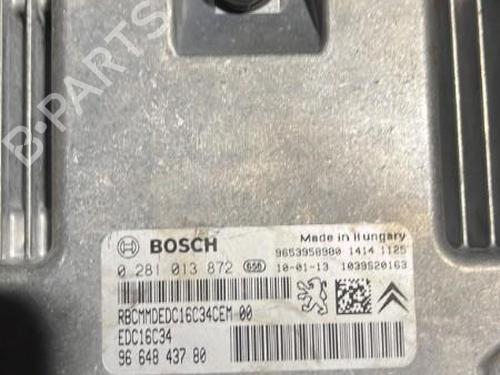 B-PARTS
BOSCH
Made in Hungary
9653958980 1414 1125
0 281 013 872 656 10-01-13 1039S20163
RBCMMDEDC16C34CEM 00
EDC16C34
96 648 437 80